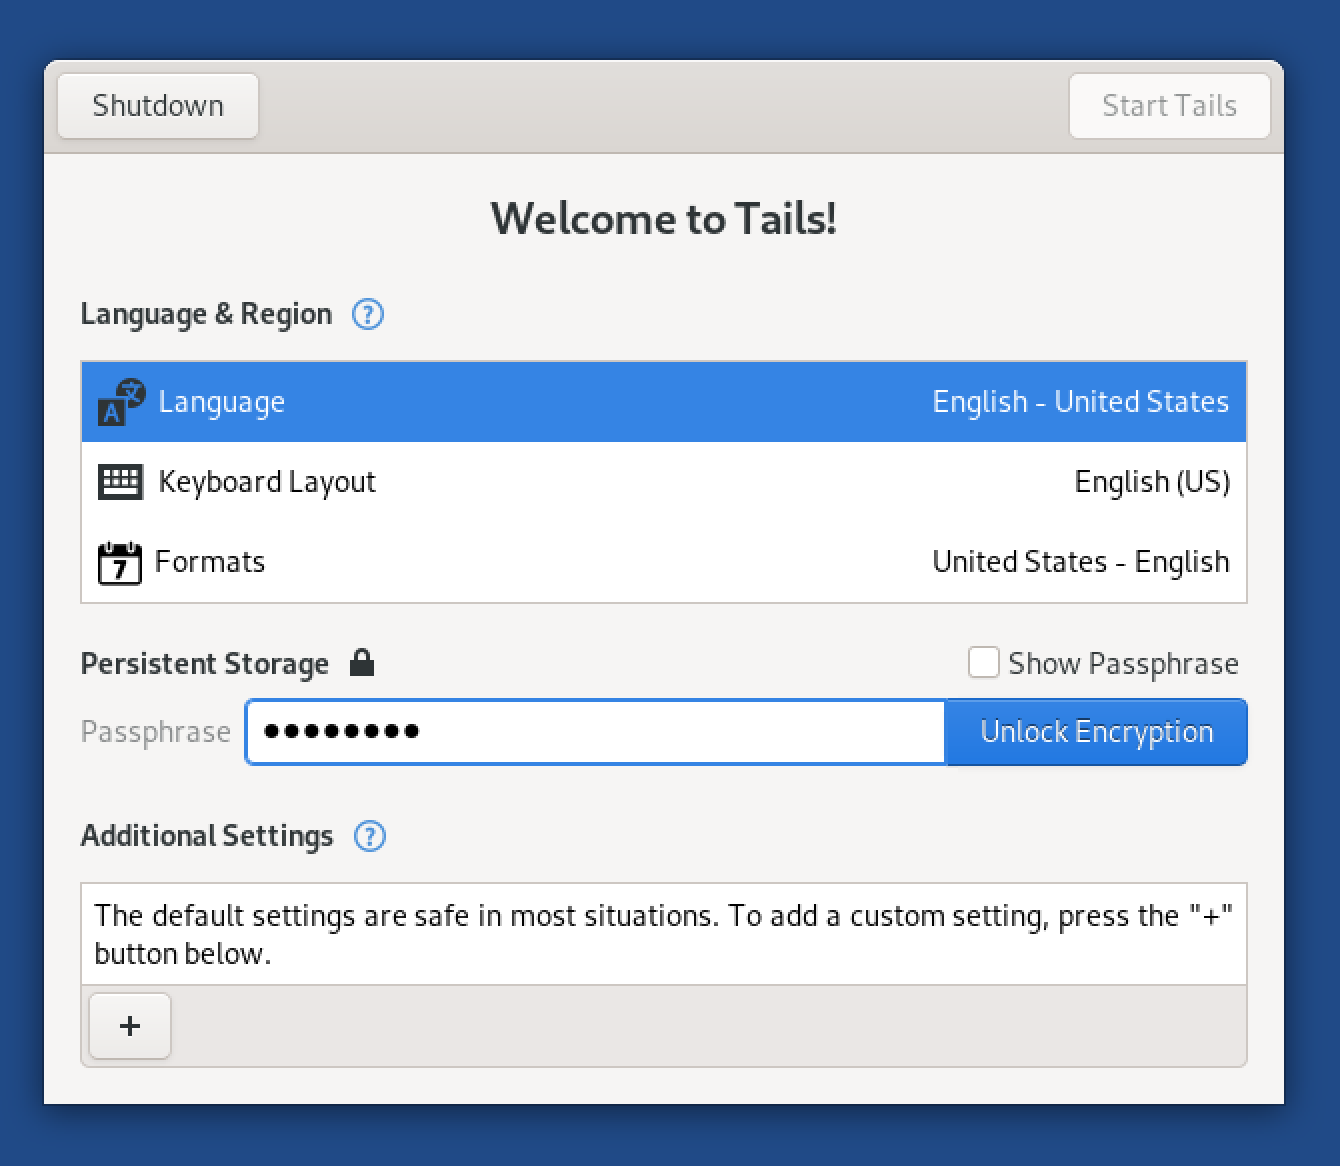 Shutdown
Start Tails
Welcome to Tails!
Language & Region ?
Language English - United States
Keyboard Layout English (US)
7 Formats United States - English
Persistent Storage Show Passphrase
Passphrase ●●●●●●●● Unlock Encryption
Additional Settings ?
The default settings are safe in most situations. To add a custom setting, press the "+"
button below.
+